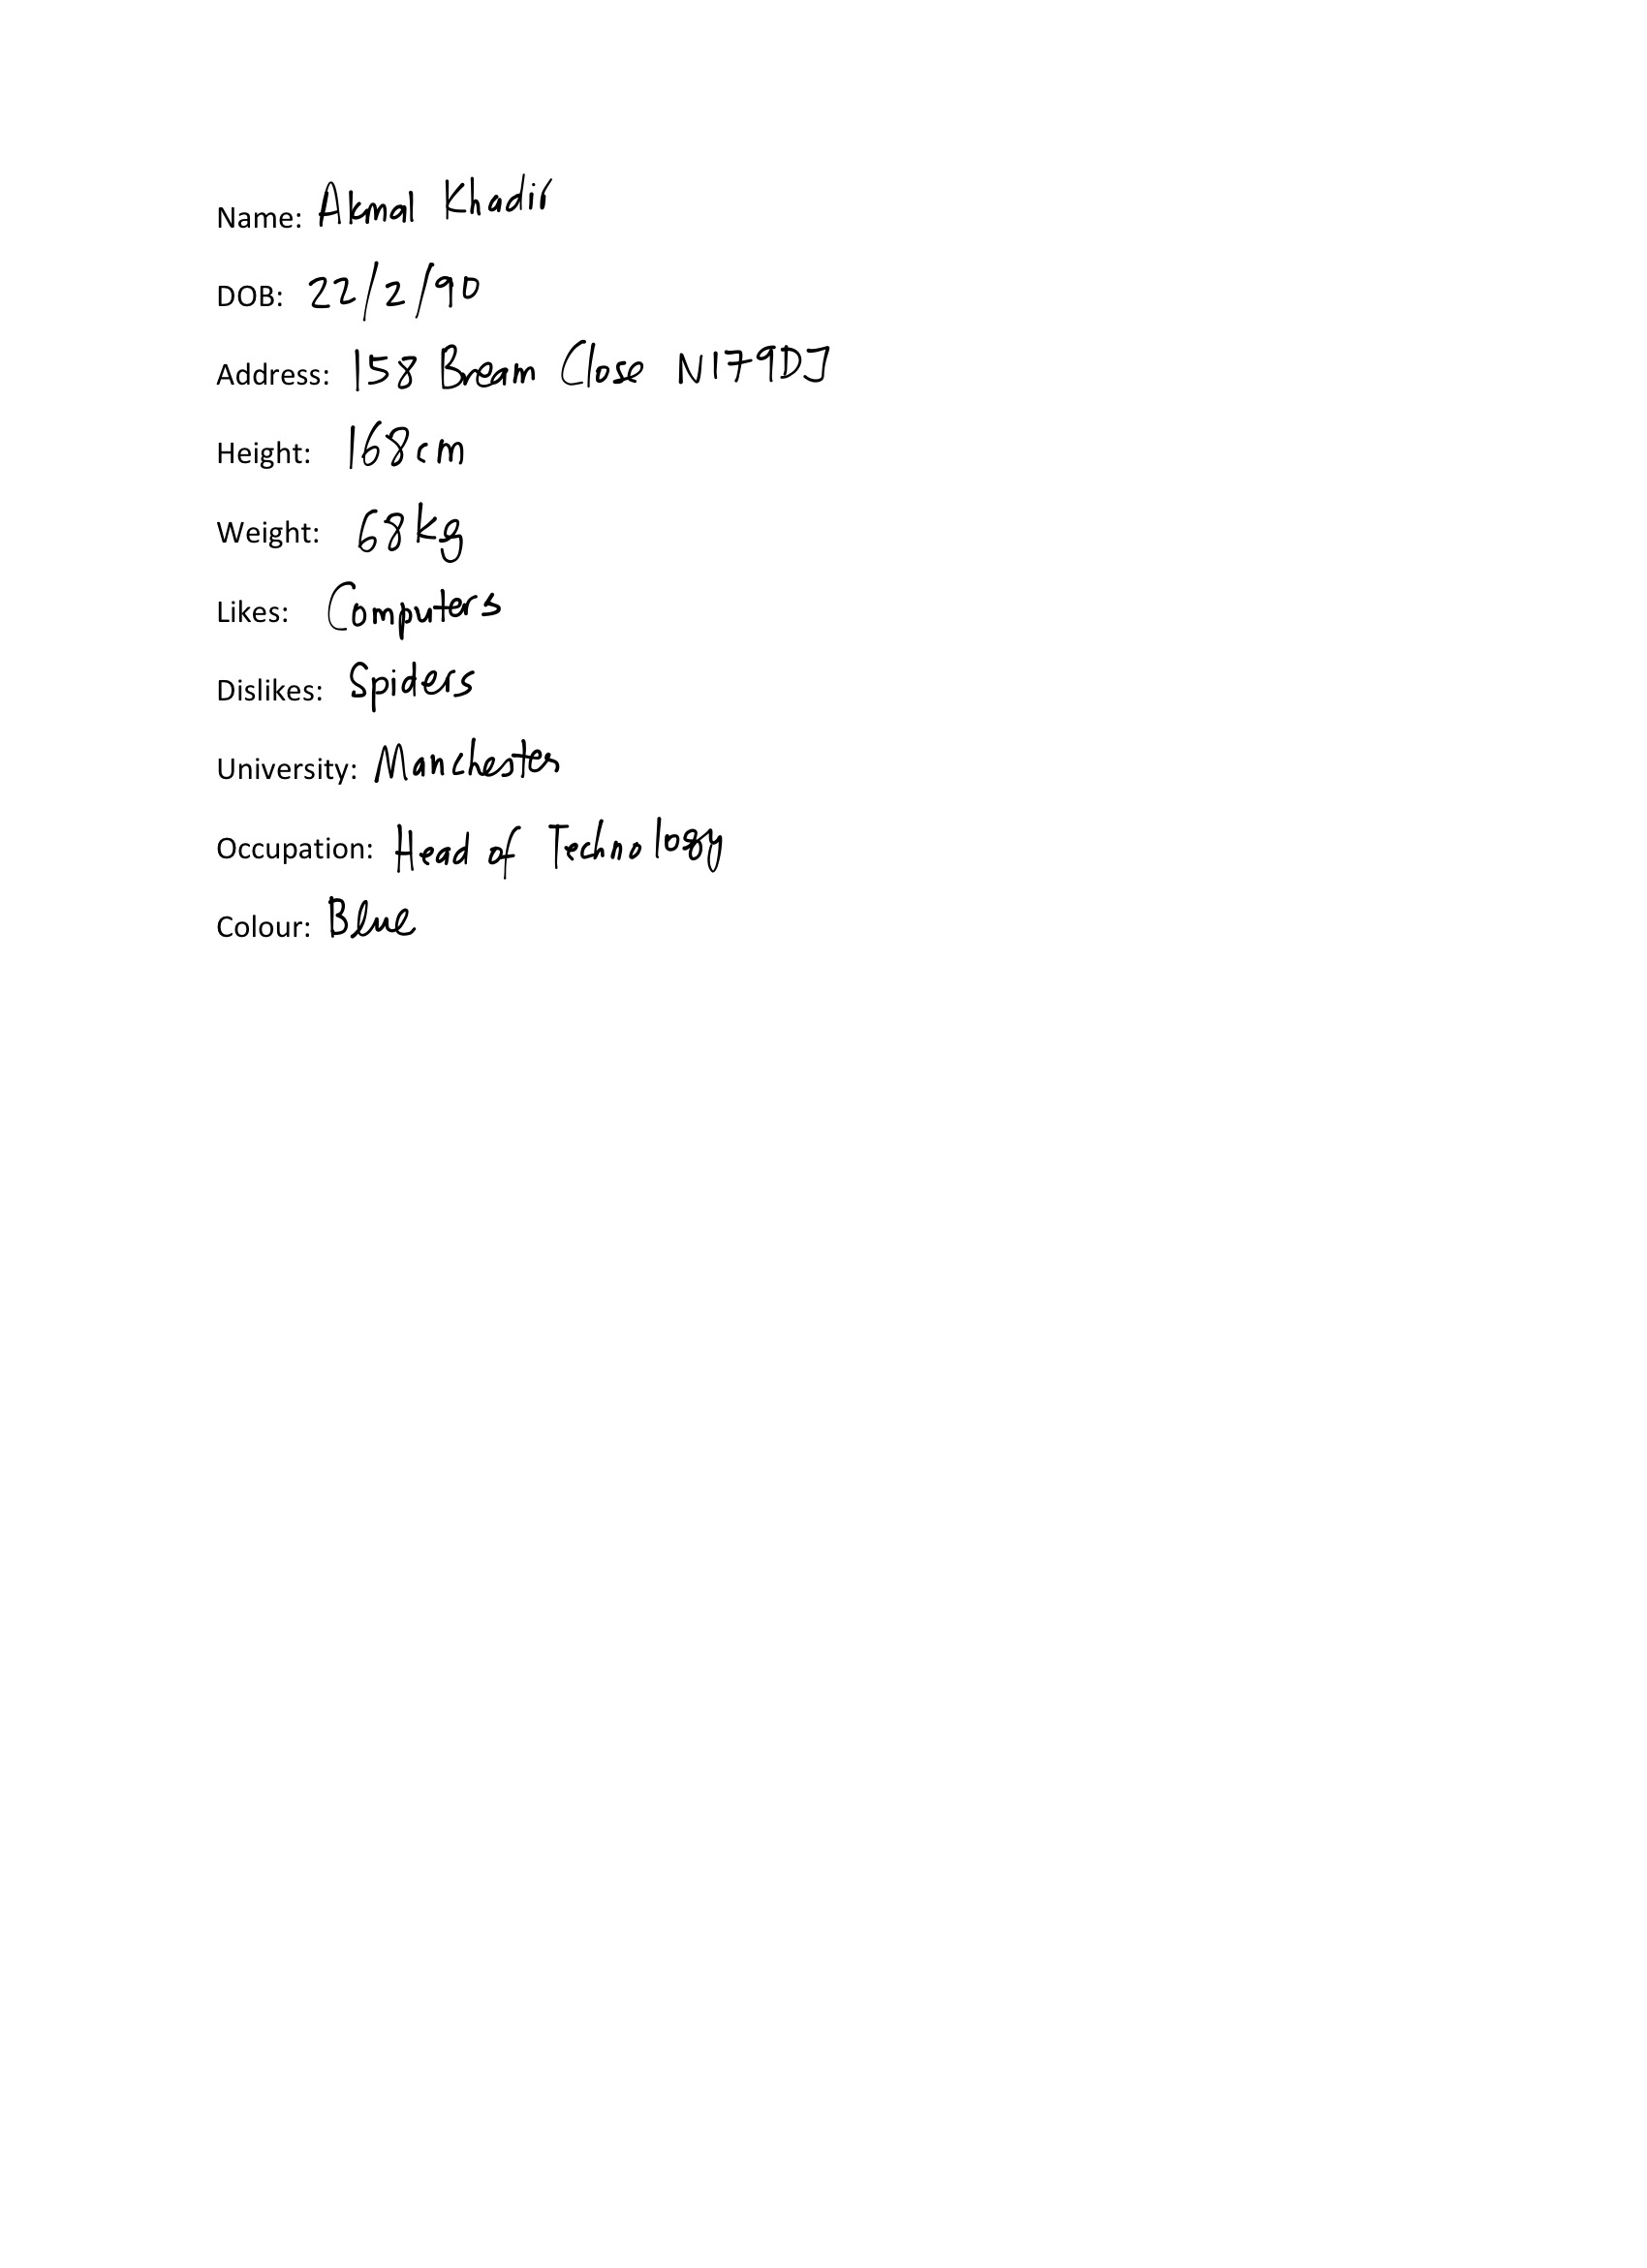 Name: Akmal Khadir
DOB: 22/2/90
Address: 158 Bream Close N179DJ
Height: 168cm
Weight: 68kg
Likes: Computers
Dislikes: Spiders
University: Manchester
Occupation: Head of Technology
Colour: Blue